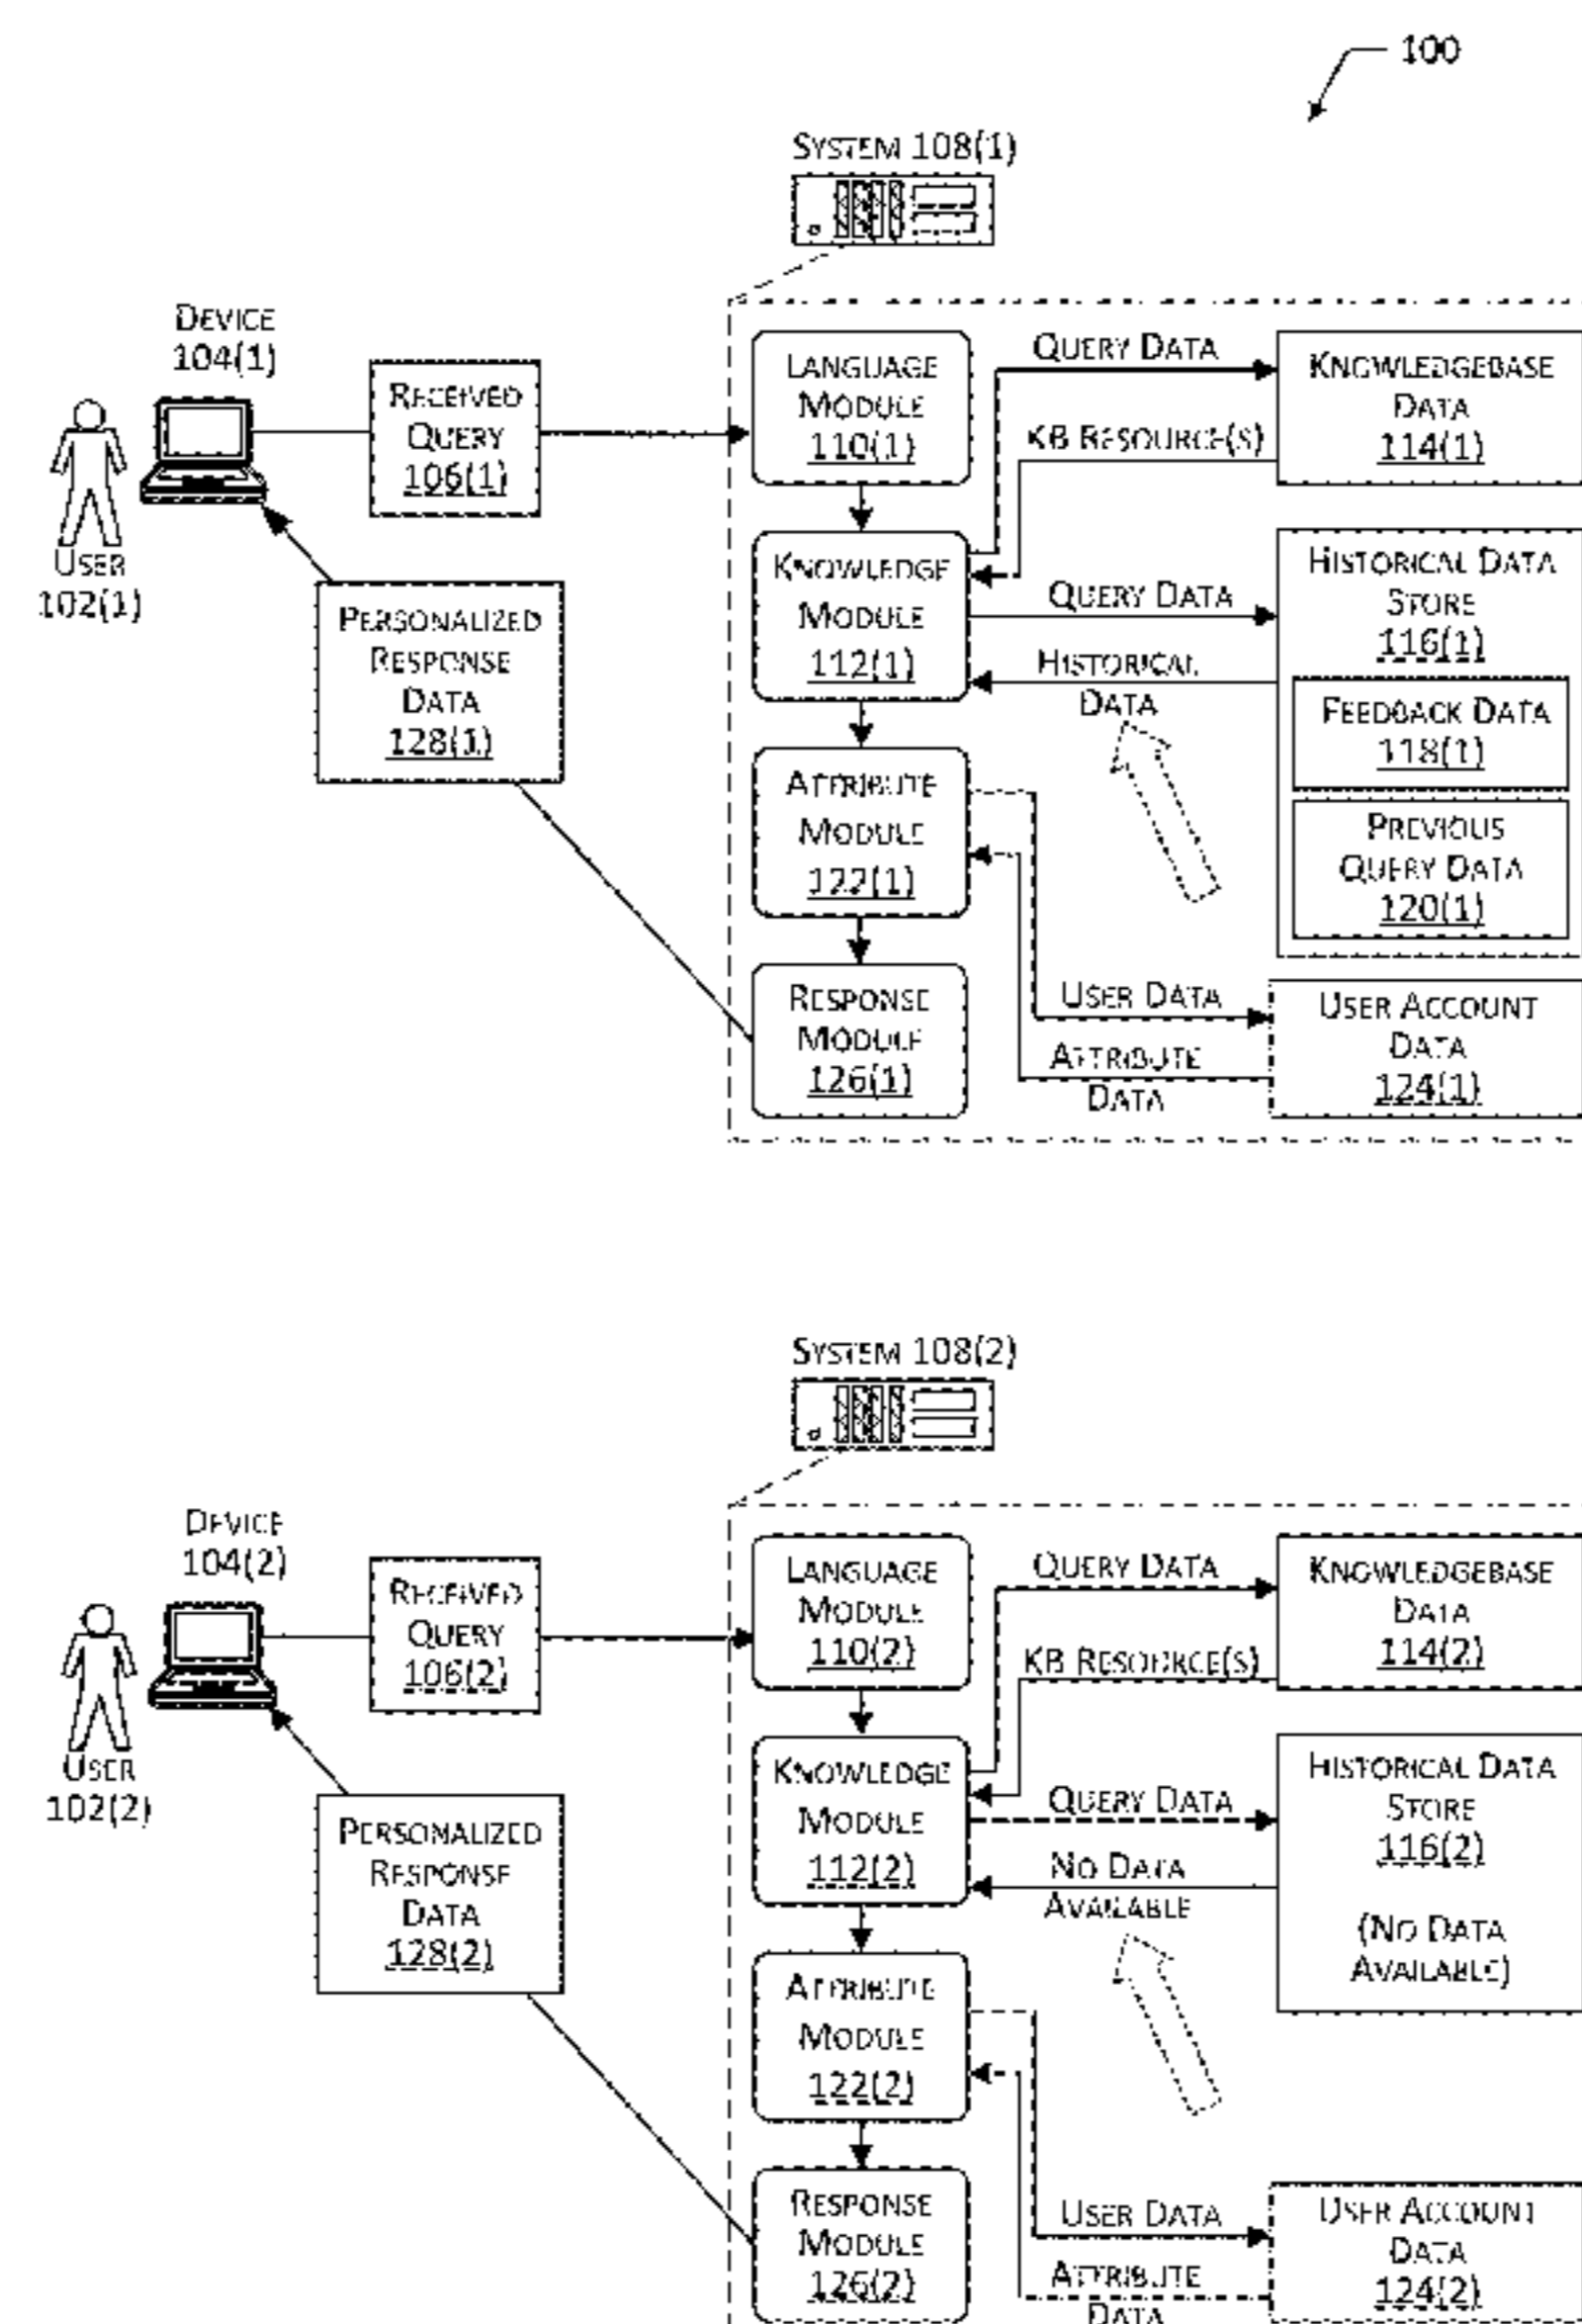 100
SYSTEM 108(1)
DEVICE
104(1)
USER
102(1)
RECEIVED
QUERY
106(1)
PERSONALIZED
RESPONSE
DATA
128(1)
LANGUAGE
MODULE
110(1)
QUERY DATA
KB RESOURCE(S)
KNOWLEDGEBASE
DATA
114(1)
KNOWLEDGE
MODULE
112(1)
QUERY DATA
HISTORICAL
DATA
HISTORICAL DATA
STORE
116(1)
FEEDBACK DATA
118(1)
PREVIOUS
QUERY DATA
120(1)
ATTRIBUTE
MODULE
122(1)
RESPONSE
MODULE
126(1)
USER DATA
ATTRIBUTE
DATA
USER ACCOUNT
DATA
124(1)
SYSTEM 108(2)
DEVICE
104(2)
USER
102(2)
RECEIVED
QUERY
106(2)
PERSONALIZED
RESPONSE
DATA
128(2)
LANGUAGE
MODULE
110(2)
QUERY DATA
KB RESOURCE(S)
KNOWLEDGEBASE
DATA
114(2)
KNOWLEDGE
MODULE
112(2)
QUERY DATA
NO DATA
AVAILABLE
HISTORICAL DATA
STORE
116(2)
(NO DATA
AVAILABLE)
ATTRIBUTE
MODULE
122(2)
RESPONSE
MODULE
126(2)
USER DATA
ATTRIBUTE
DATA
USER ACCOUNT
DATA
124(2)